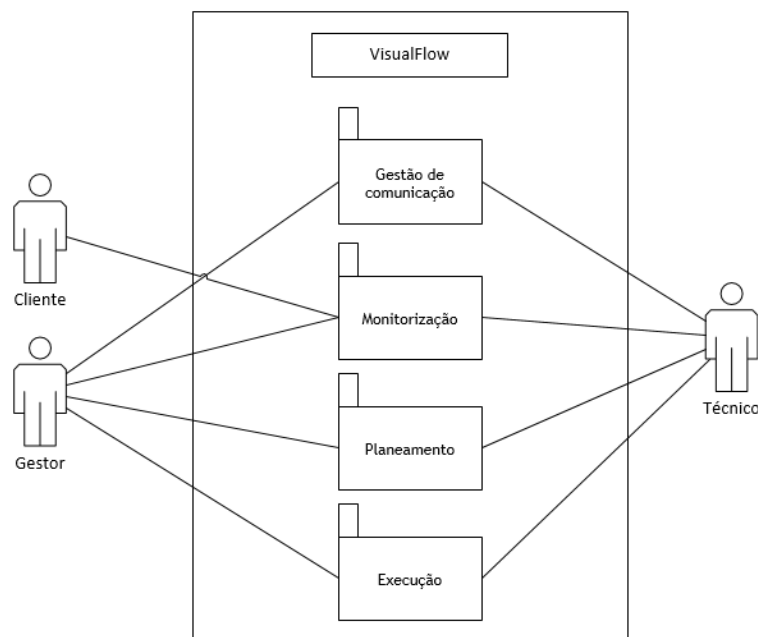 VisualFlow
Gestão de
comunicação
Cliente
Monitorização
Técnico
Gestor
Planeamento
Execução